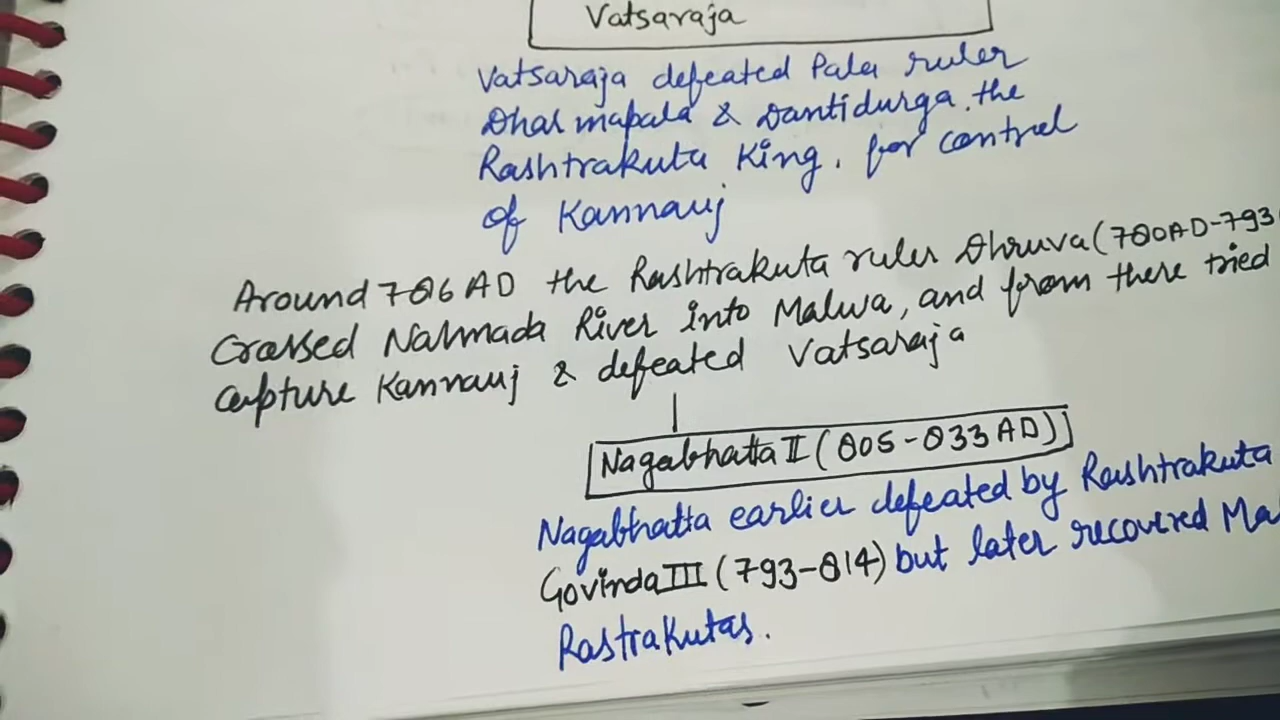 Vatsaraja
Vatsaraja defeated Pala ruler
Dharmapala & Dantidurga, the
Rashtrakuta King, for control
of Kannauj
Around 786 AD the Rashtrakuta ruler Dhruva (780AD-793
Crossed Narmada River into Malwa, and from there tried
capture Kannauj & defeated Vatsaraja
Nagabhatta II (805-833 AD)
Nagabhatta earlier defeated by Rashtrakuta
Govinda III (793-814) but later recovered Ma
Rastrakutas.